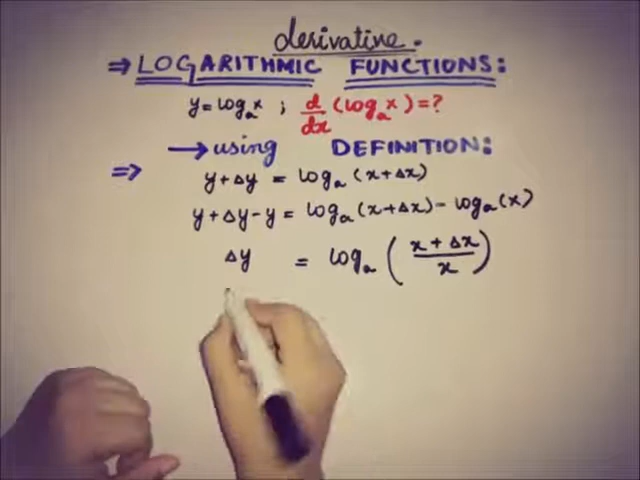 derivative.
⇒ LOGARITHMIC FUNCTIONS:
y = logₐx ; d/dx (logₐx) = ?
→ using DEFINITION:
⇒ y + Δy = logₐ(x + Δx)
y + Δy - y = logₐ(x + Δx) - logₐ(x)
Δy = logₐ((x + Δx)/x)